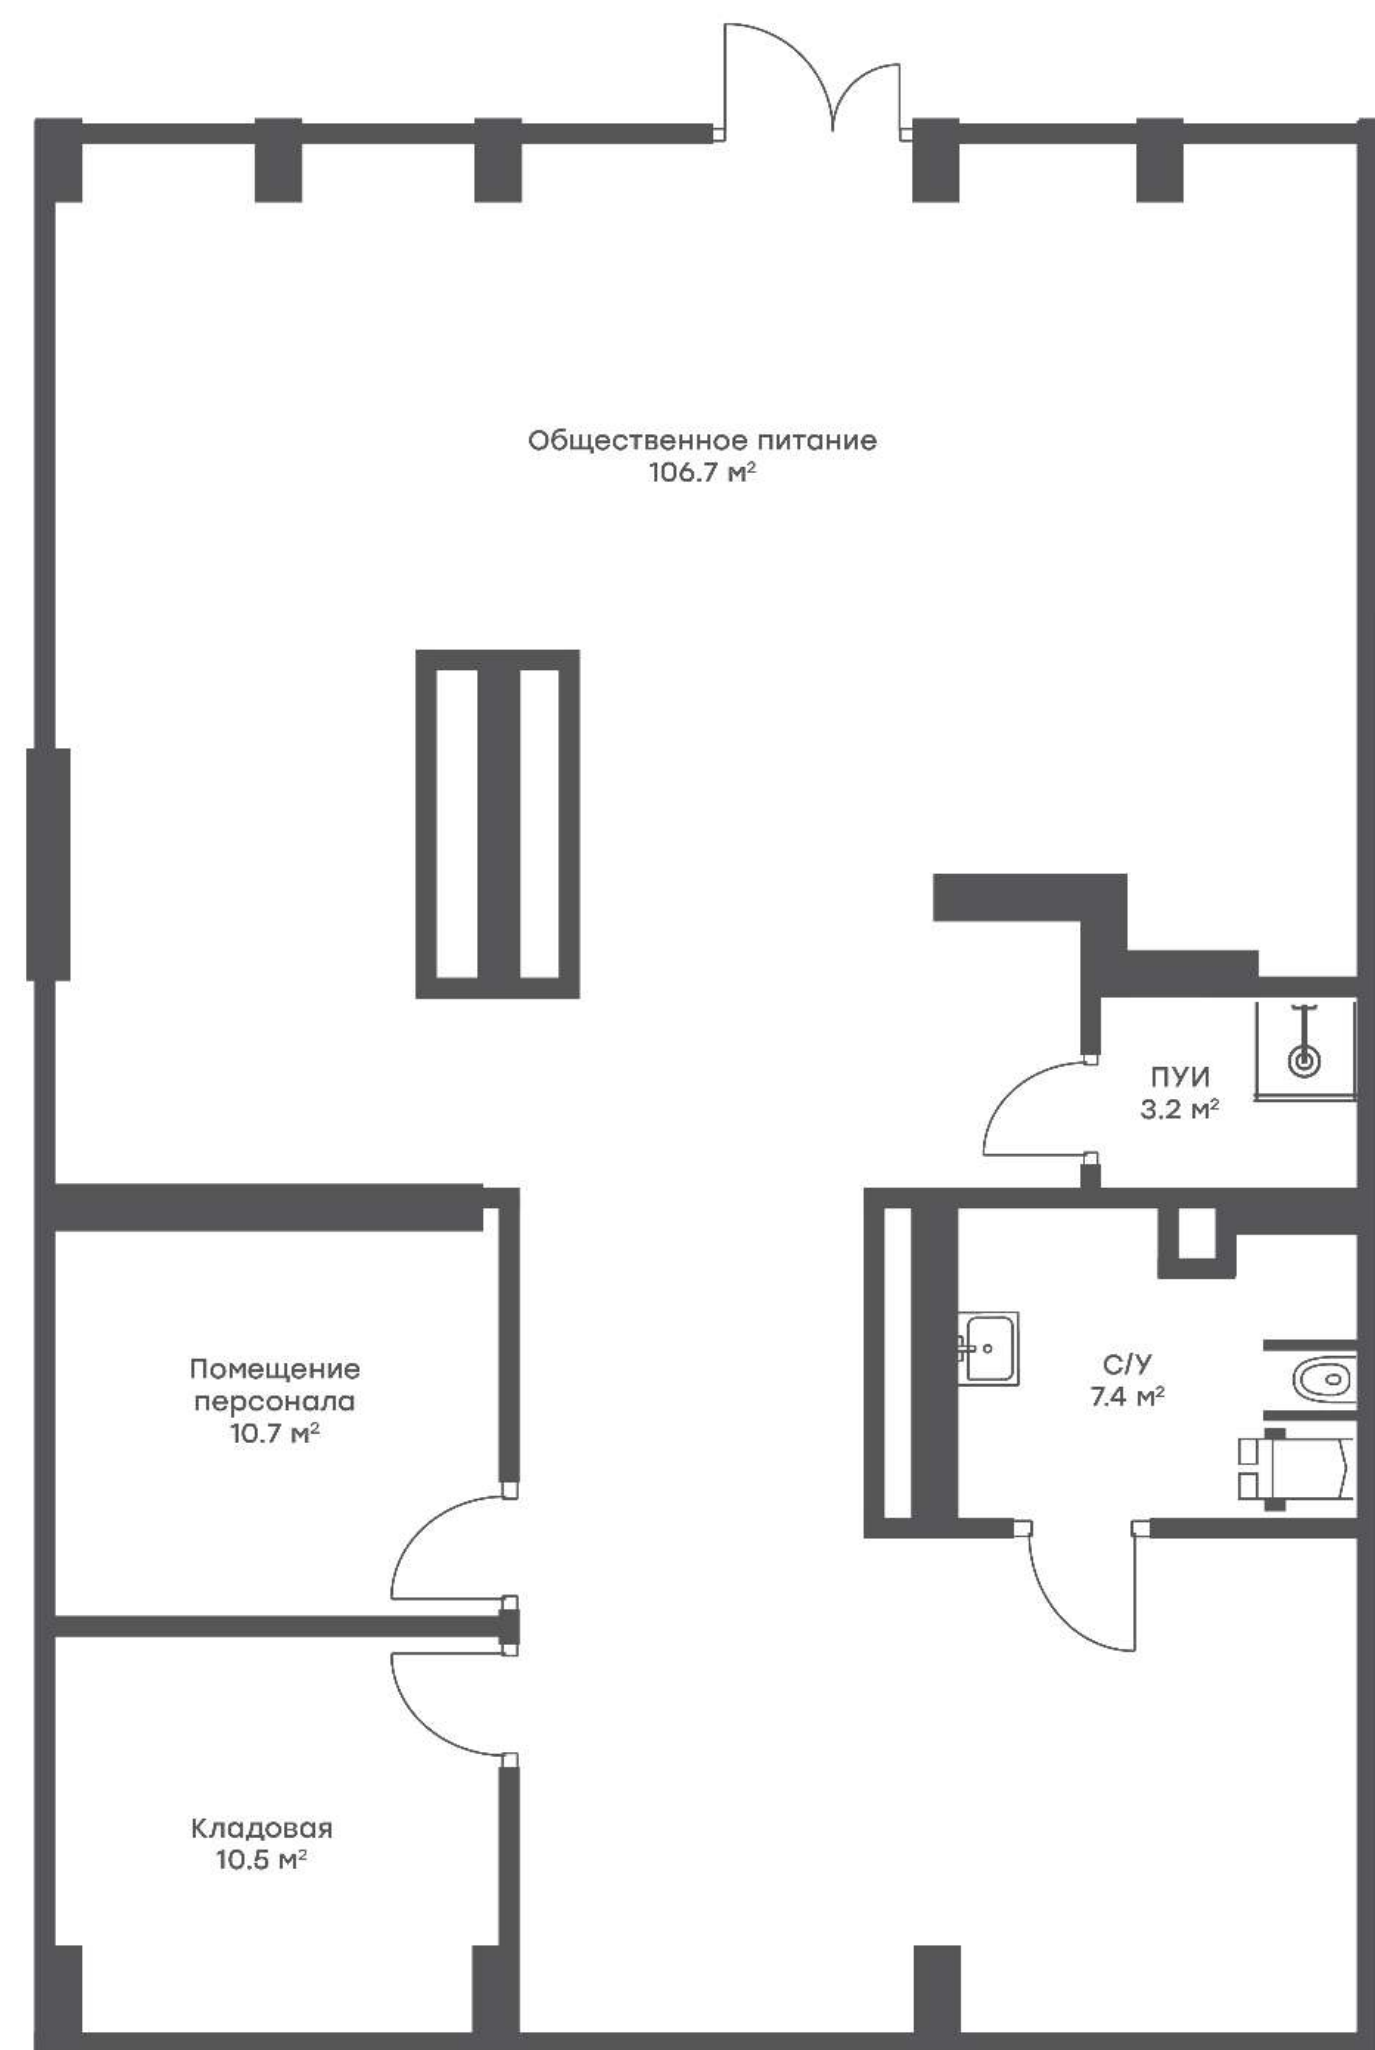 Общественное питание
106.7 м²
ПУИ
3.2 м²
С/У
7.4 м²
Помещение
персонала
10.7 м²
Кладовая
10.5 м²